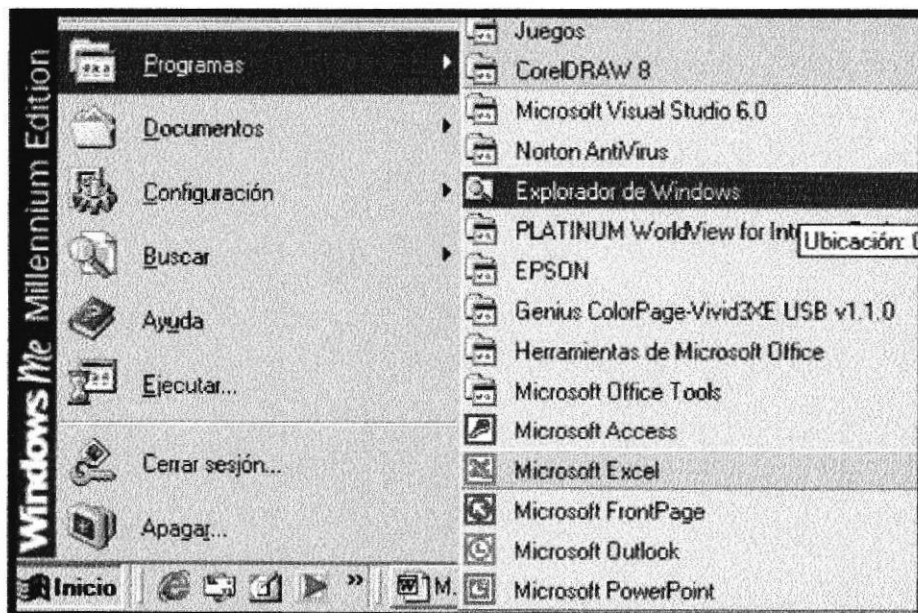 Windows Me Millennium Edition
Programas
Documentos
Configuración
Buscar
Ayuda
Ejecutar...
Cerrar sesión...
Apagar...
Juegos
CorelDRAW 8
Microsoft Visual Studio 6.0
Norton AntiVirus
Explorador de Windows
PLATINUM WorldView for
Ubicación:
EPSON
Genius ColorPage-Vivid3XE USB v1.1.0
Herramientas de Microsoft Office
Microsoft Office Tools
Microsoft Access
Microsoft Excel
Microsoft FrontPage
Microsoft Outlook
Microsoft PowerPoint
Inicio
»
M.